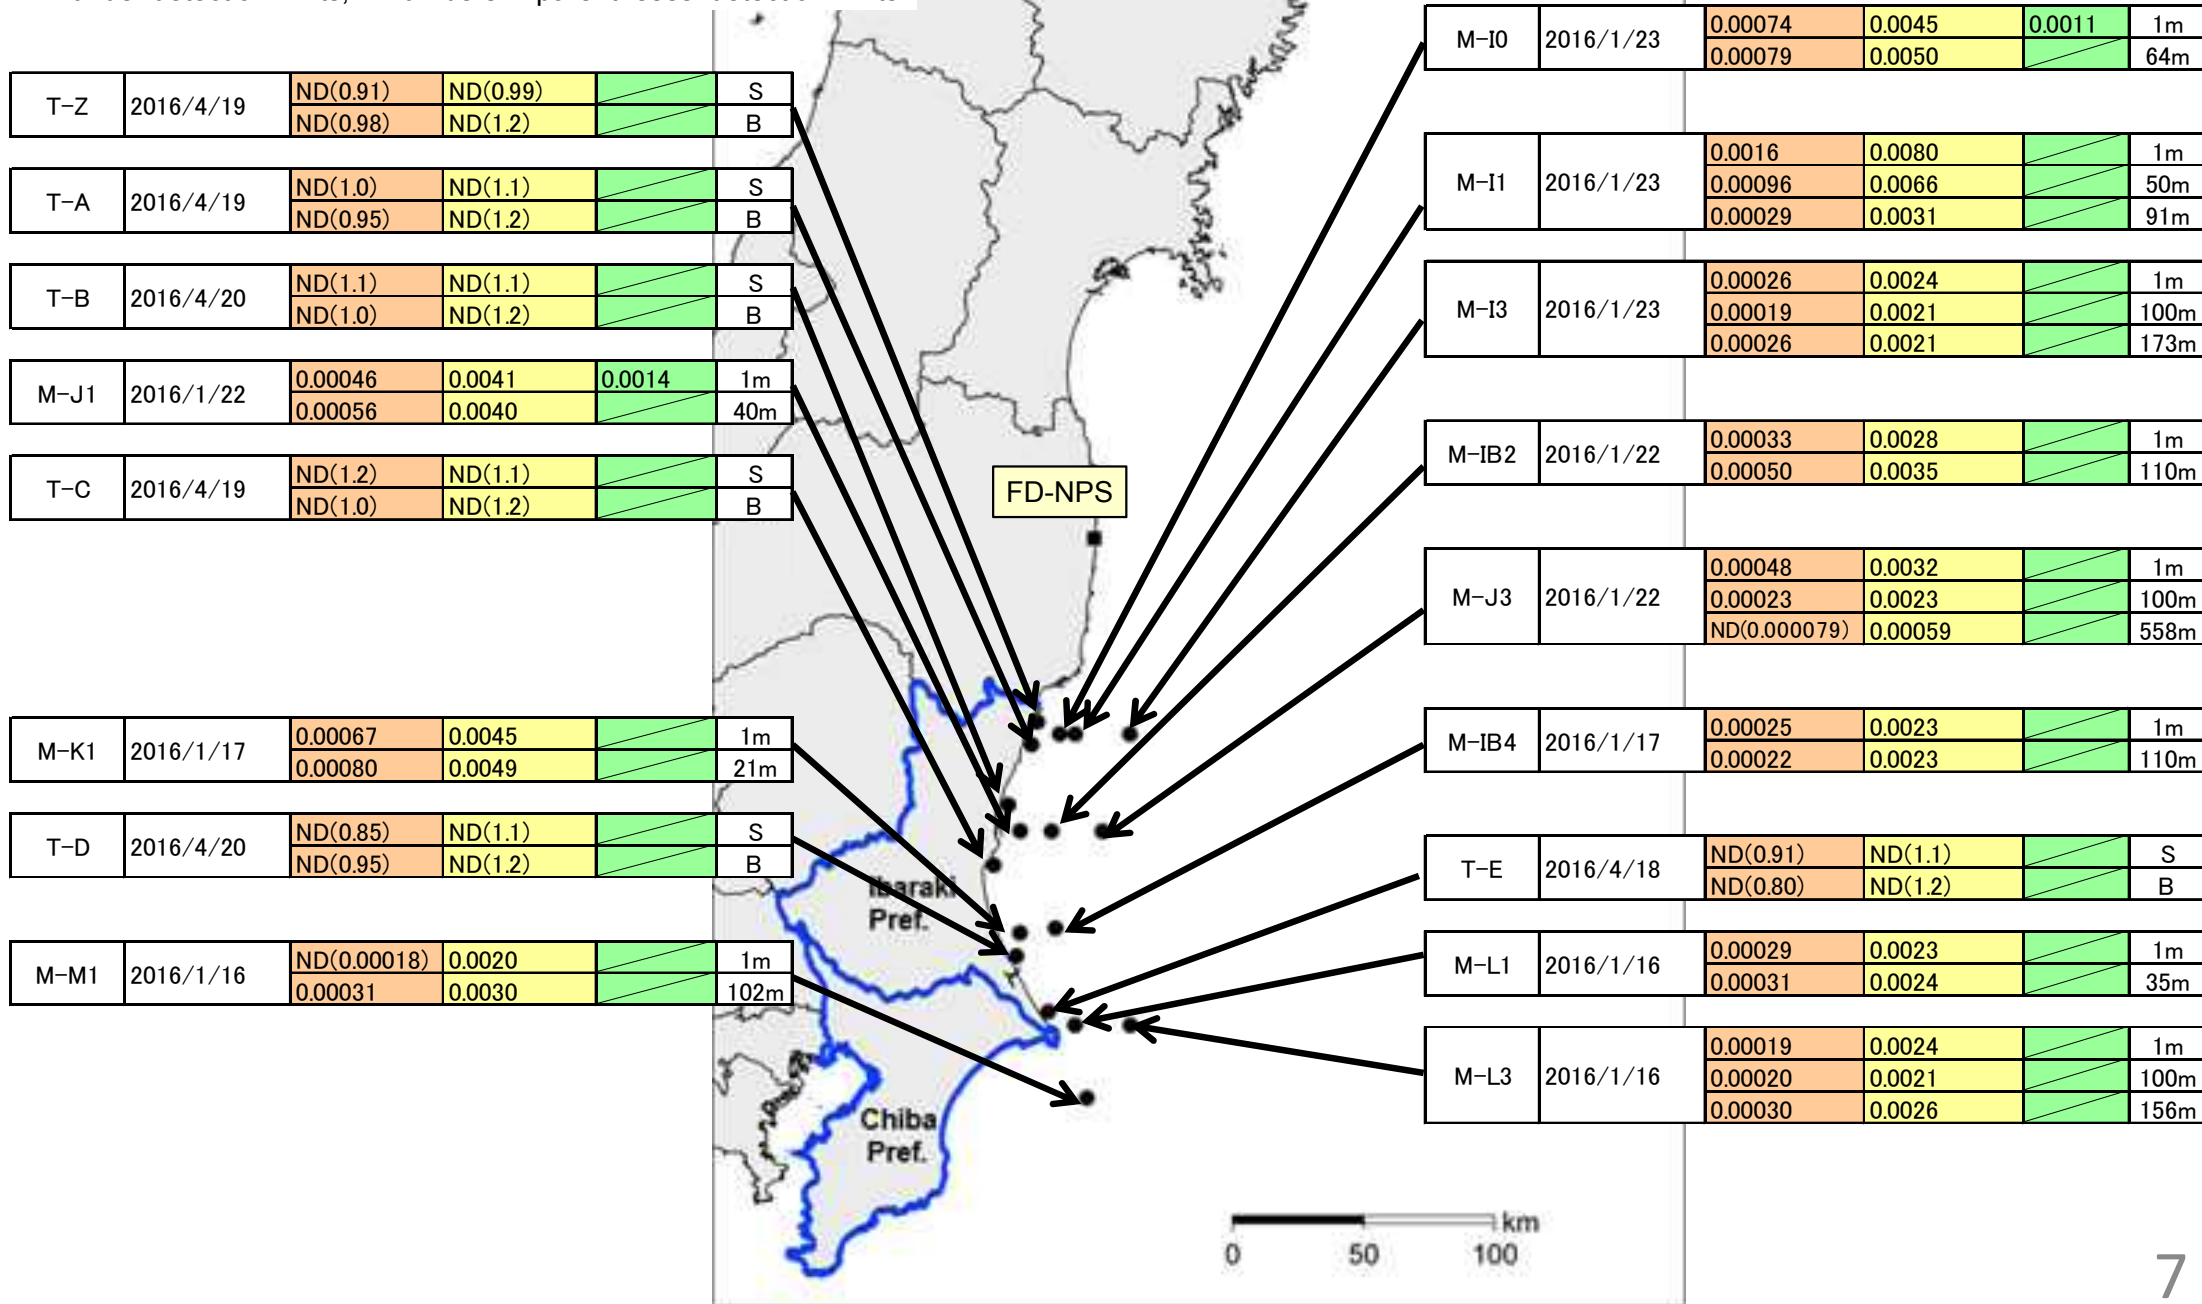 T-Z 2016/4/19 ND(0.91) ND(0.99) S
ND(0.98) ND(1.2) B
T-A 2016/4/19 ND(1.0) ND(1.1) S
ND(0.95) ND(1.2) B
T-B 2016/4/20 ND(1.1) ND(1.1) S
ND(1.0) ND(1.2) B
M-J1 2016/1/22 0.00046 0.0041 0.0014 1m
0.00056 0.0040 40m
T-C 2016/4/19 ND(1.2) ND(1.1) S
ND(1.0) ND(1.2) B
M-K1 2016/1/17 0.00067 0.0045 1m
0.00080 0.0049 21m
T-D 2016/4/20 ND(0.85) ND(1.1) S
ND(0.95) ND(1.2) B
M-M1 2016/1/16 ND(0.00018) 0.0020 1m
0.00031 0.0030 102m
FD-NPS
Ibaraki
Pref.
Chiba
Pref.
km
0 50 100
M-I0 2016/1/23 0.00074 0.0045 0.0011 1m
0.00079 0.0050 64m
M-I1 2016/1/23 0.0016 0.0080 1m
0.00096 0.0066 50m
0.00029 0.0031 91m
M-I3 2016/1/23 0.00026 0.0024 1m
0.00019 0.0021 100m
0.00026 0.0021 173m
M-IB2 2016/1/22 0.00033 0.0028 1m
0.00050 0.0035 110m
M-J3 2016/1/22 0.00048 0.0032 1m
0.00023 0.0023 100m
ND(0.000079) 0.00059 558m
M-IB4 2016/1/17 0.00025 0.0023 1m
0.00022 0.0023 110m
T-E 2016/4/18 ND(0.91) ND(1.1) S
ND(0.80) ND(1.2) B
M-L1 2016/1/16 0.00029 0.0023 1m
0.00031 0.0024 35m
M-L3 2016/1/16 0.00019 0.0024 1m
0.00020 0.0021 100m
0.00030 0.0026 156m
7